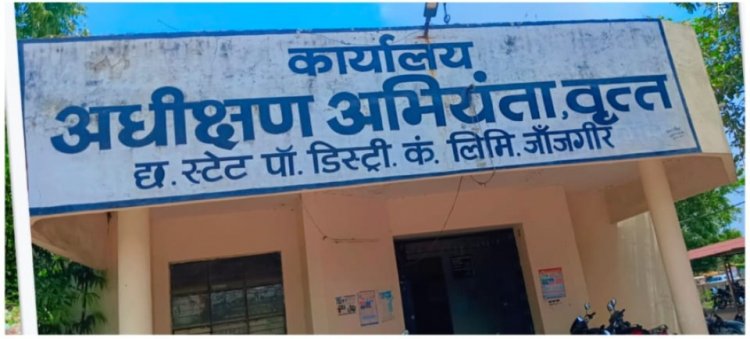 कार्यालय
अधीक्षण अभियंता, वृत्त
छ. स्टेट पॉ. डिस्ट्री. कं. लिमि. जाँजगीर